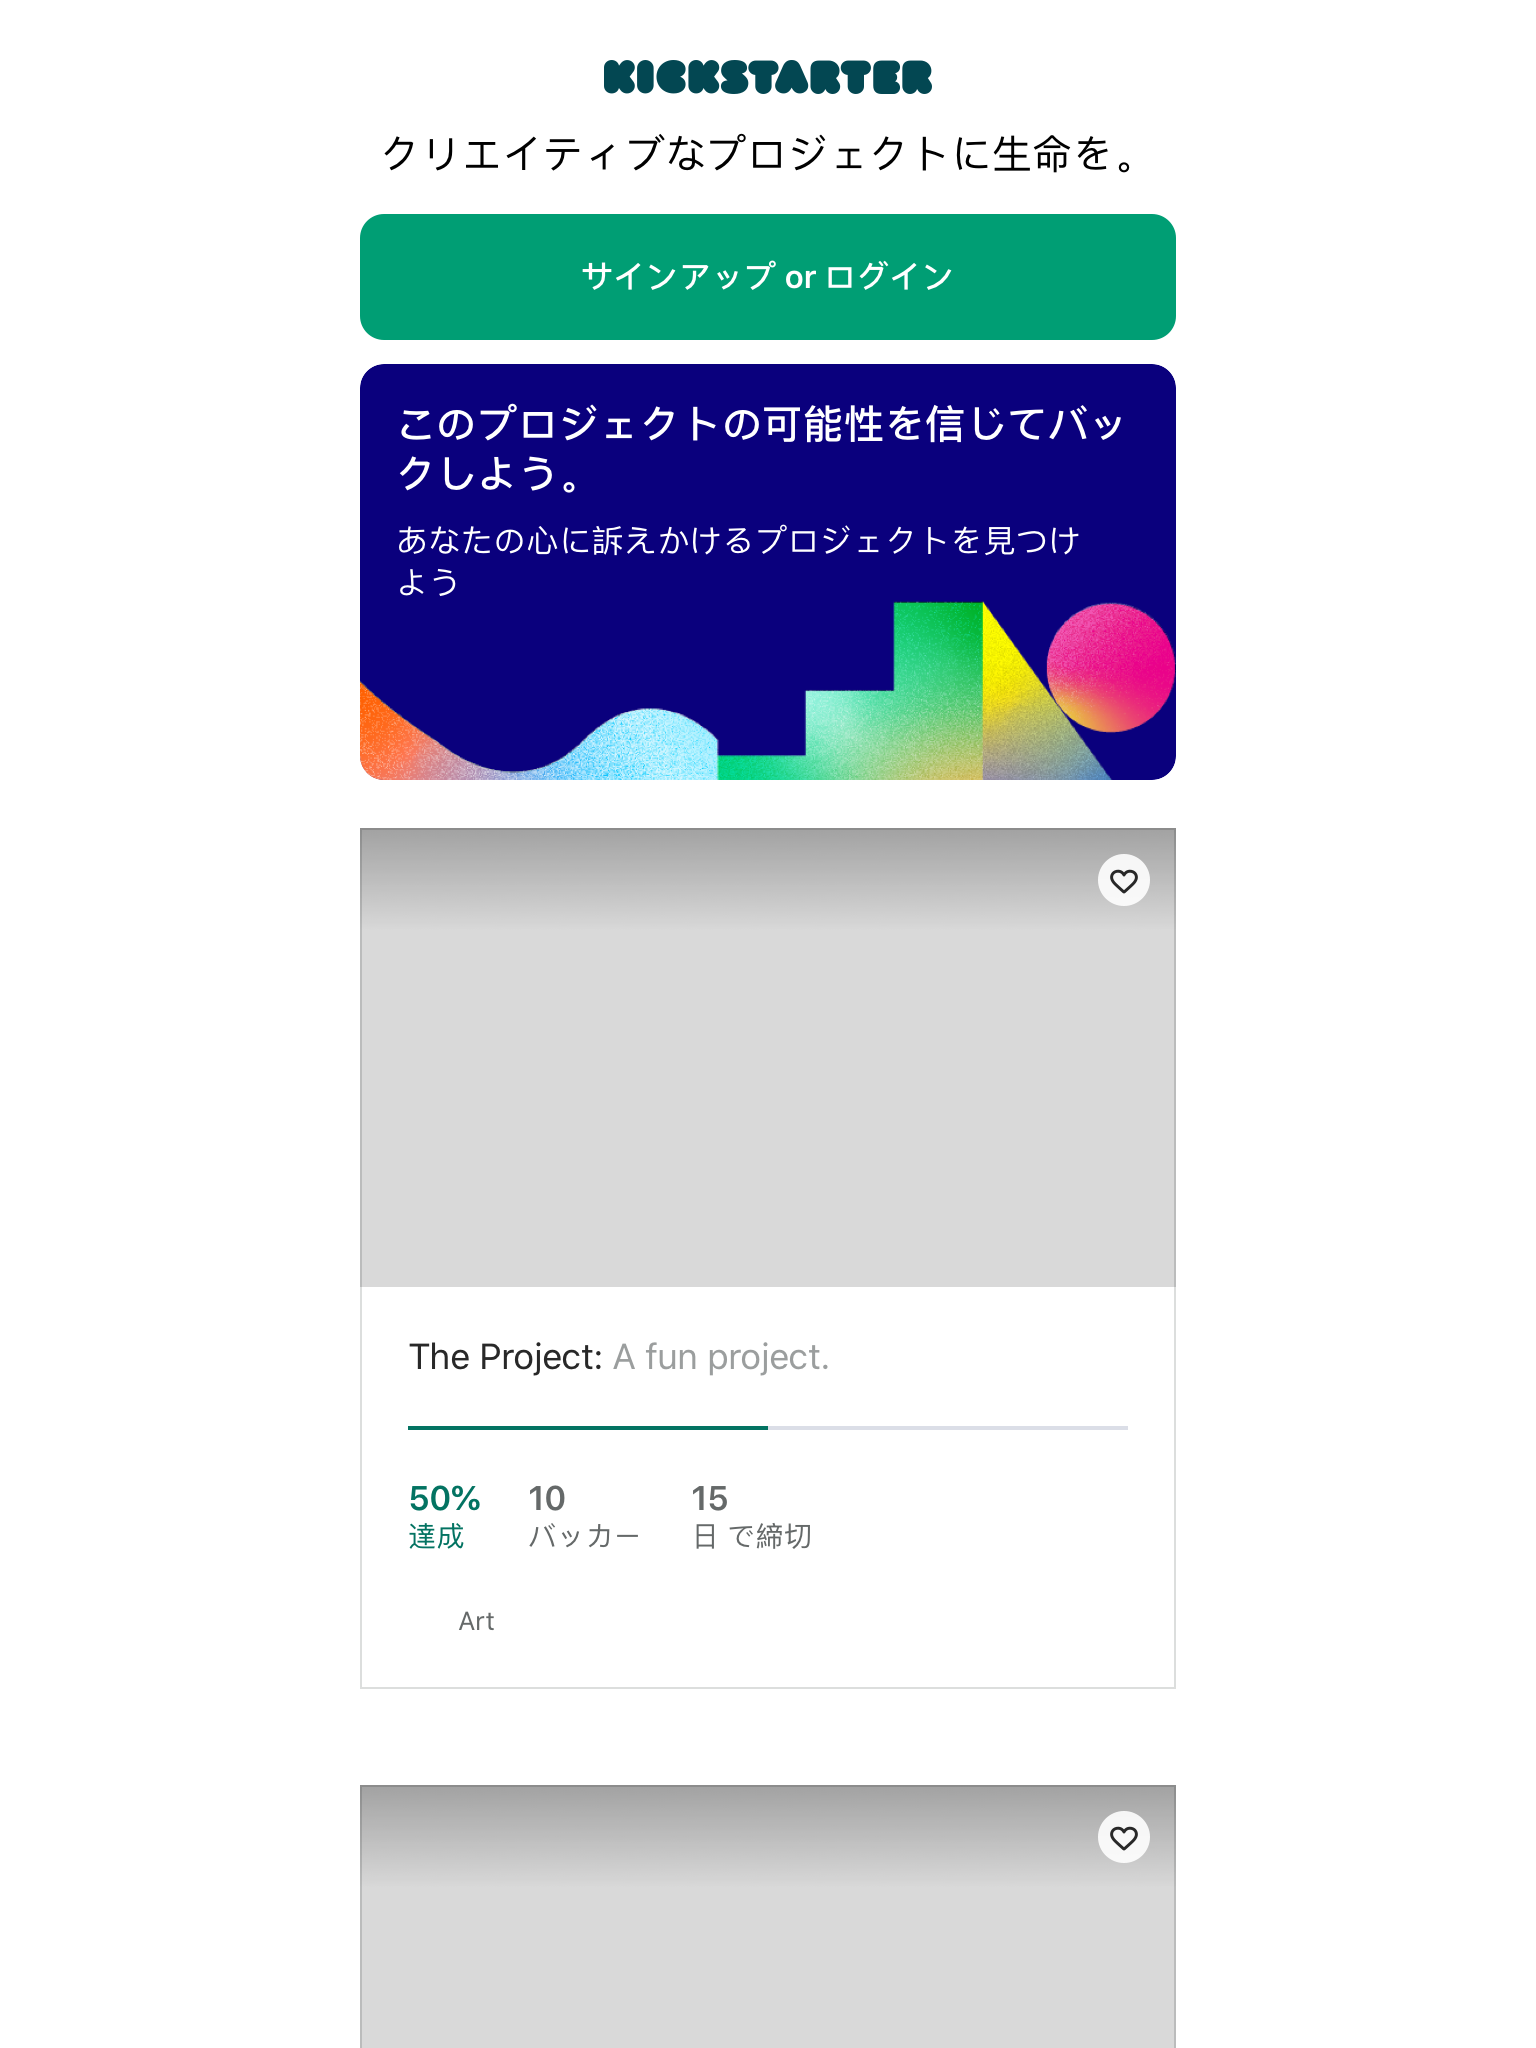 KICKSTARTER
クリエイティブなプロジェクトに生命を。
サインアップ or ログイン
このプロジェクトの可能性を信じてバッ
クしよう。
あなたの心に訴えかけるプロジェクトを見つけ
よう
The Project: A fun project.
50% 10 15
達成 バッカー 日 で締切
Art